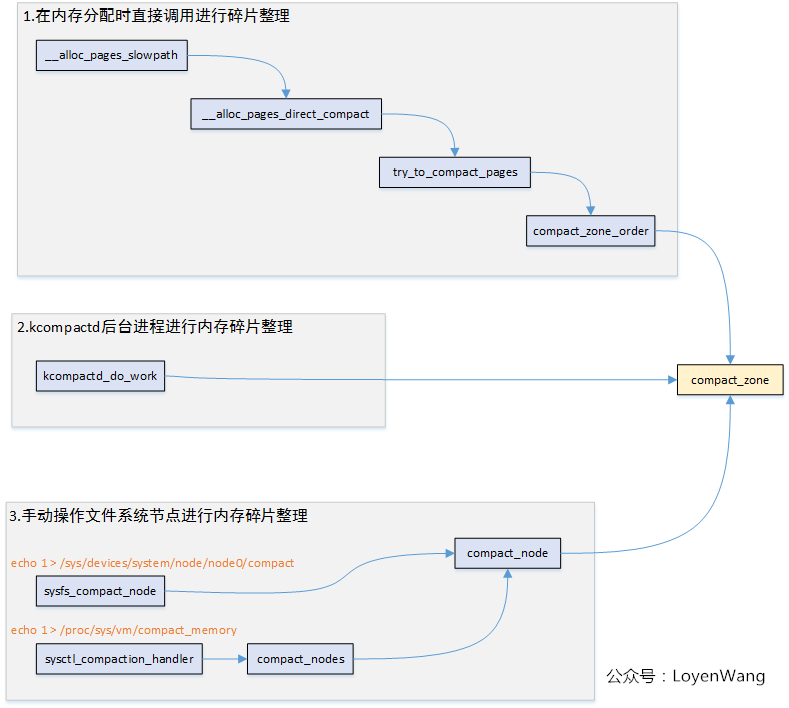 1.在内存分配时直接调用进行碎片整理
__alloc_pages_slowpath
__alloc_pages_direct_compact
try_to_compact_pages
compact_zone_order
2.kcompactd后台进程进行内存碎片整理
kcompactd_do_work
compact_zone
3.手动操作文件系统节点进行内存碎片整理
compact_node
echo 1 > /sys/devices/system/node/node0/compact
sysfs_compact_node
echo 1 > /proc/sys/vm/compact_memory
sysctl_compaction_handler
compact_nodes
公众号：LoyenWang